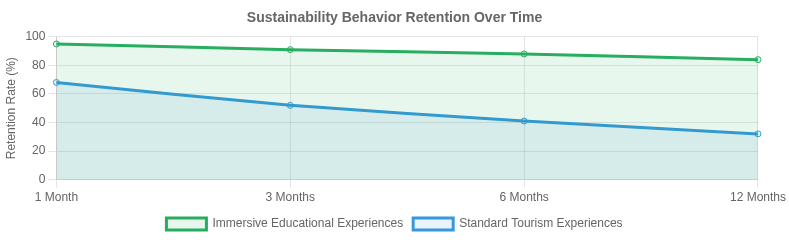 Sustainability Behavior Retention Over Time
Retention Rate (%)
100
80
60
40
20
0
1 Month 3 Months 6 Months 12 Months
Immersive Educational Experiences Standard Tourism Experiences